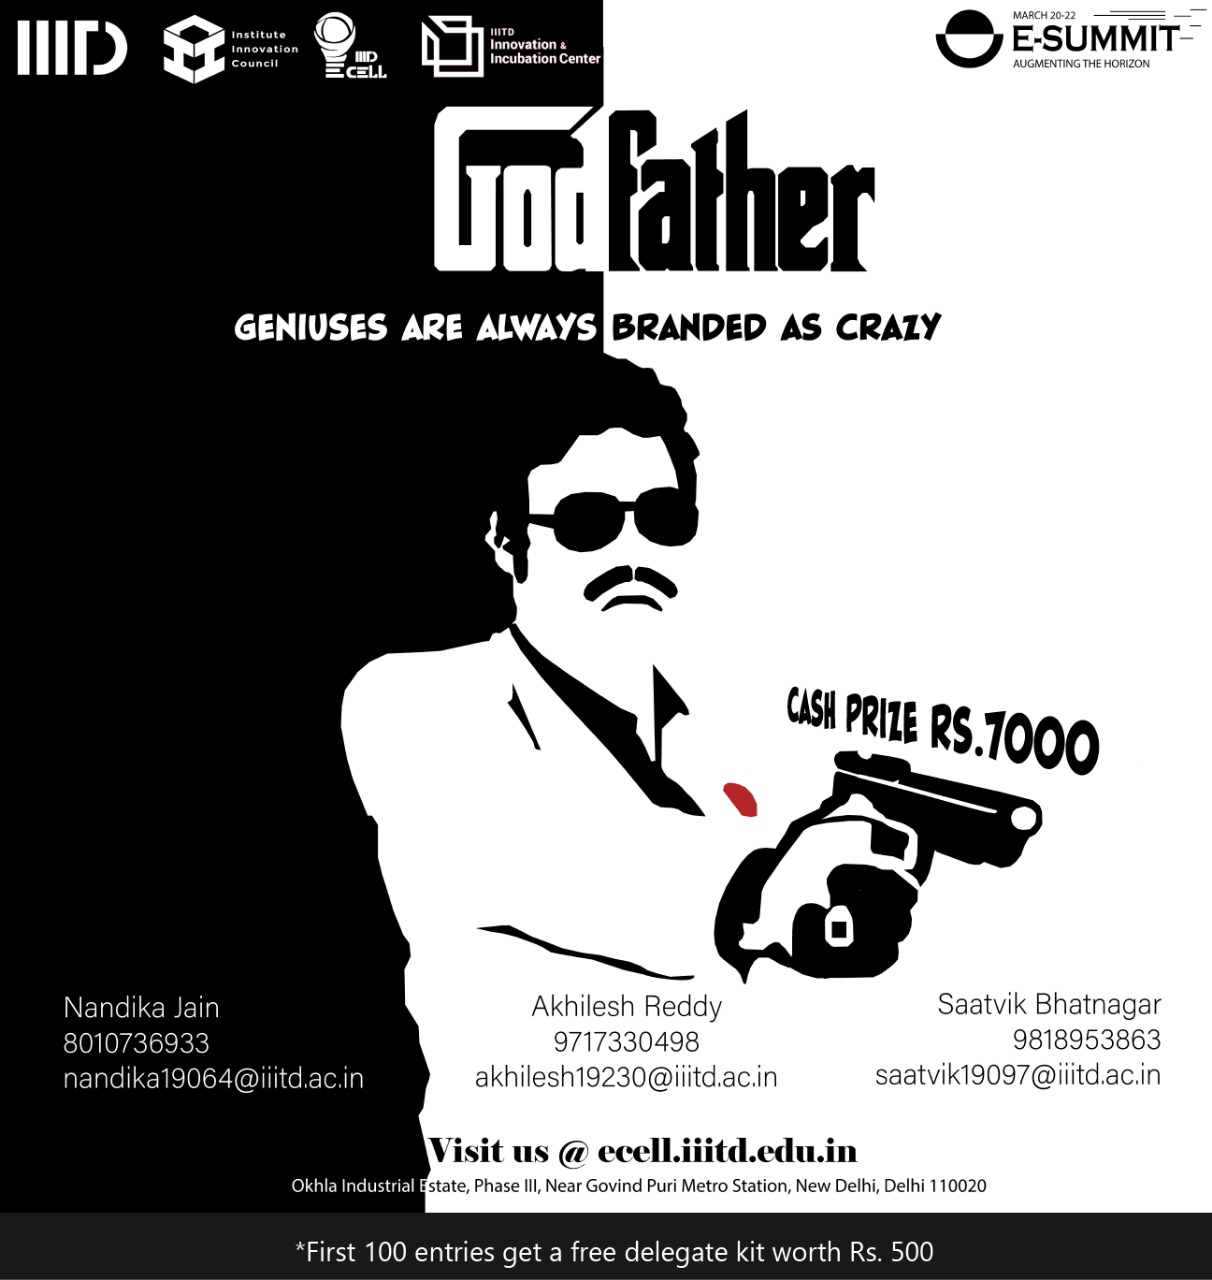 IIITD
Institute
Innovation
Council
IIITD
CELL
IIITD
Innovation &
Incubation Center
MARCH 20-22
E-SUMMIT
AUGMENTING THE HORIZON
Godfather
GENIUSES ARE ALWAYS BRANDED AS CRAZY
CASH PRIZE RS.7000
Nandika Jain
8010736933
nandika19064@iiitd.ac.in
Akhilesh Reddy
9717330498
akhilesh19230@iiitd.ac.in
Saatvik Bhatnagar
9818953863
saatvik19097@iiitd.ac.in
Visit us @ ecell.iiitd.edu.in
Okhla Industrial Estate, Phase III, Near Govind Puri Metro Station, New Delhi, Delhi 110020
*First 100 entries get a free delegate kit worth Rs. 500